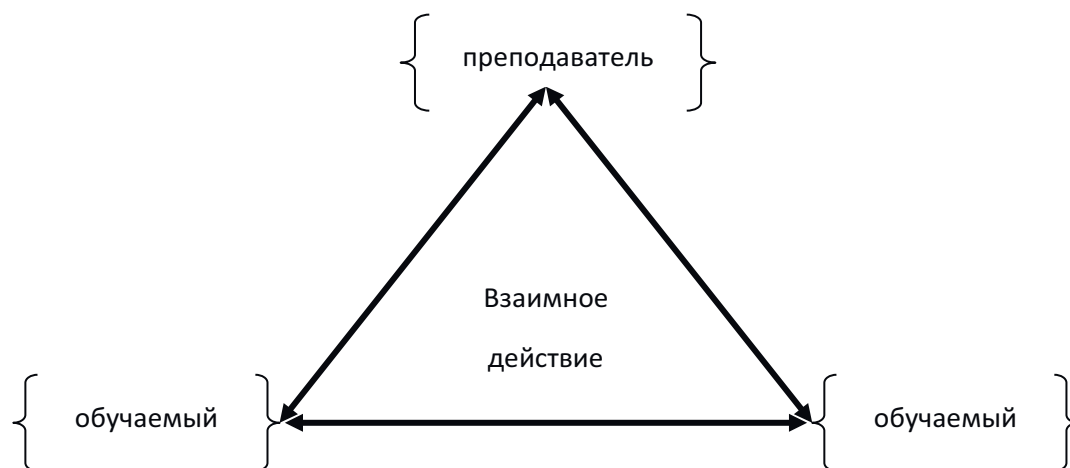 преподаватель
Взаимное
действие
обучаемый
обучаемый